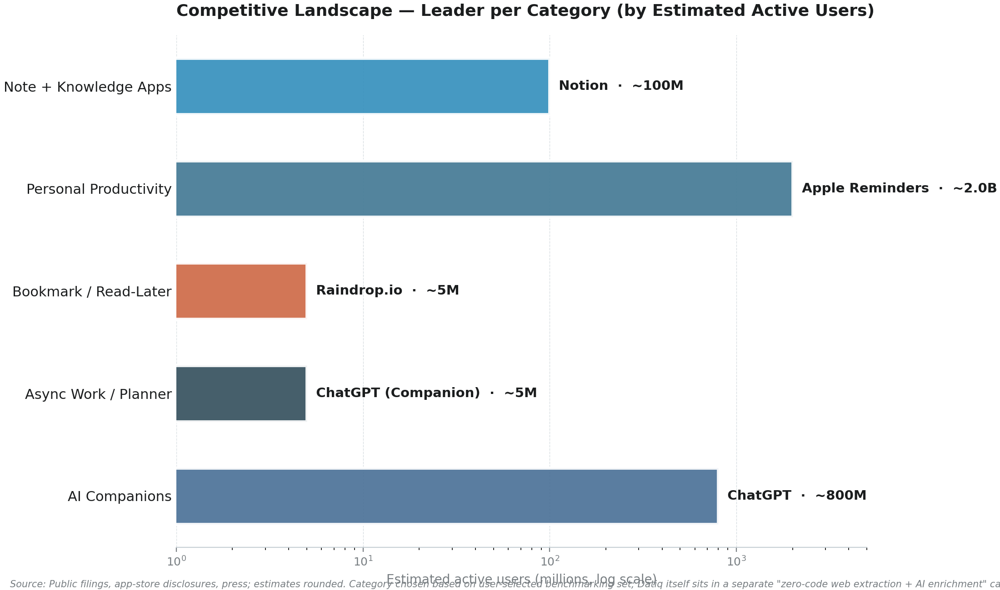 Competitive Landscape — Leader per Category (by Estimated Active Users)
Note + Knowledge Apps
Notion · ~100M
Personal Productivity
Apple Reminders · ~2.0B
Bookmark / Read-Later
Raindrop.io · ~5M
Async Work / Planner
ChatGPT (Companion) · ~5M
AI Companions
ChatGPT · ~800M
10⁰ 10¹ 10² 10³
Estimated active users (millions, log scale)
Source: Public filings, app-store disclosures, press; estimates rounded. Category chosen based on user-selected benchmarking set; Datiq itself sits in a separate "zero-code web extraction + AI enrichment" ca